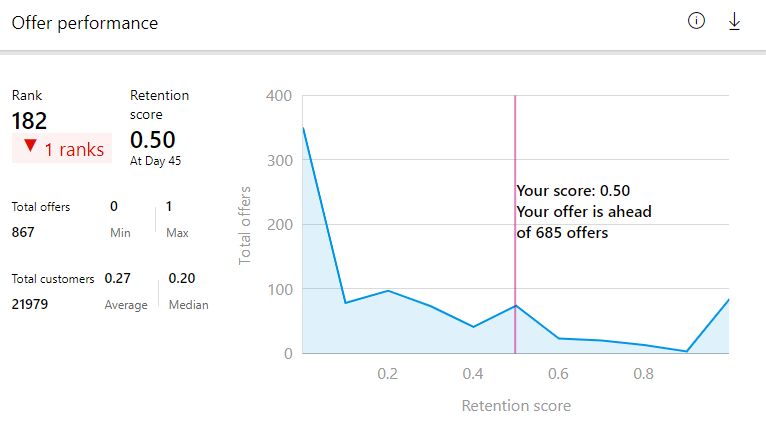 Offer performance
Rank
182
▼ 1 ranks
Retention
score
0.50
At Day 45
Total offers
867
0
Min
1
Max
Total customers
21979
0.27
Average
0.20
Median
400
300
200
100
0
Total offers
Your score: 0.50
Your offer is ahead
of 685 offers
0.2
0.4
0.6
0.8
Retention score